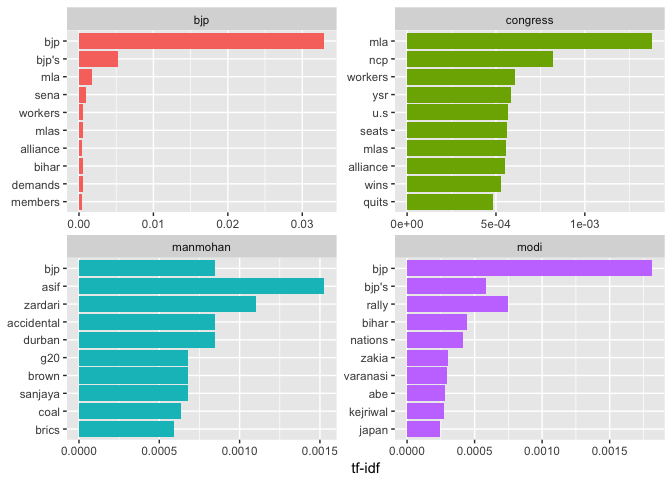 bjp
bjp
bjp's
mla
sena
workers
mlas
alliance
bihar
demands
members
0.00 0.01 0.02 0.03
congress
mla
ncp
workers
ysr
u.s
seats
mlas
alliance
wins
quits
0e+00 5e-04 1e-03
manmohan
bjp
asif
zardari
accidental
durban
g20
brown
sanjaya
coal
brics
0.0000 0.0005 0.0010 0.0015
modi
bjp
bjp's
rally
bihar
nations
zakia
varanasi
abe
kejriwal
japan
0.0000 0.0005 0.0010 0.0015
tf-idf